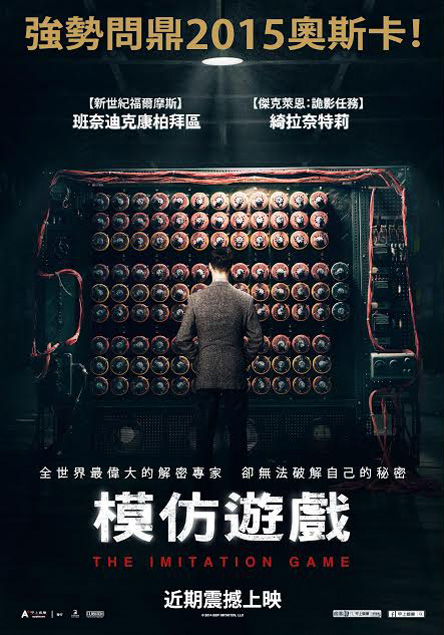 強勢問鼎2015奧斯卡!
【新世紀福爾摩斯】 【傑克萊恩:詭影任務】
班奈迪克康柏拜區 綺拉奈特莉
全世界最偉大的解密專家 卻無法破解自己的秘密
模仿遊戲
THE IMITATION GAME
近期震撼上映